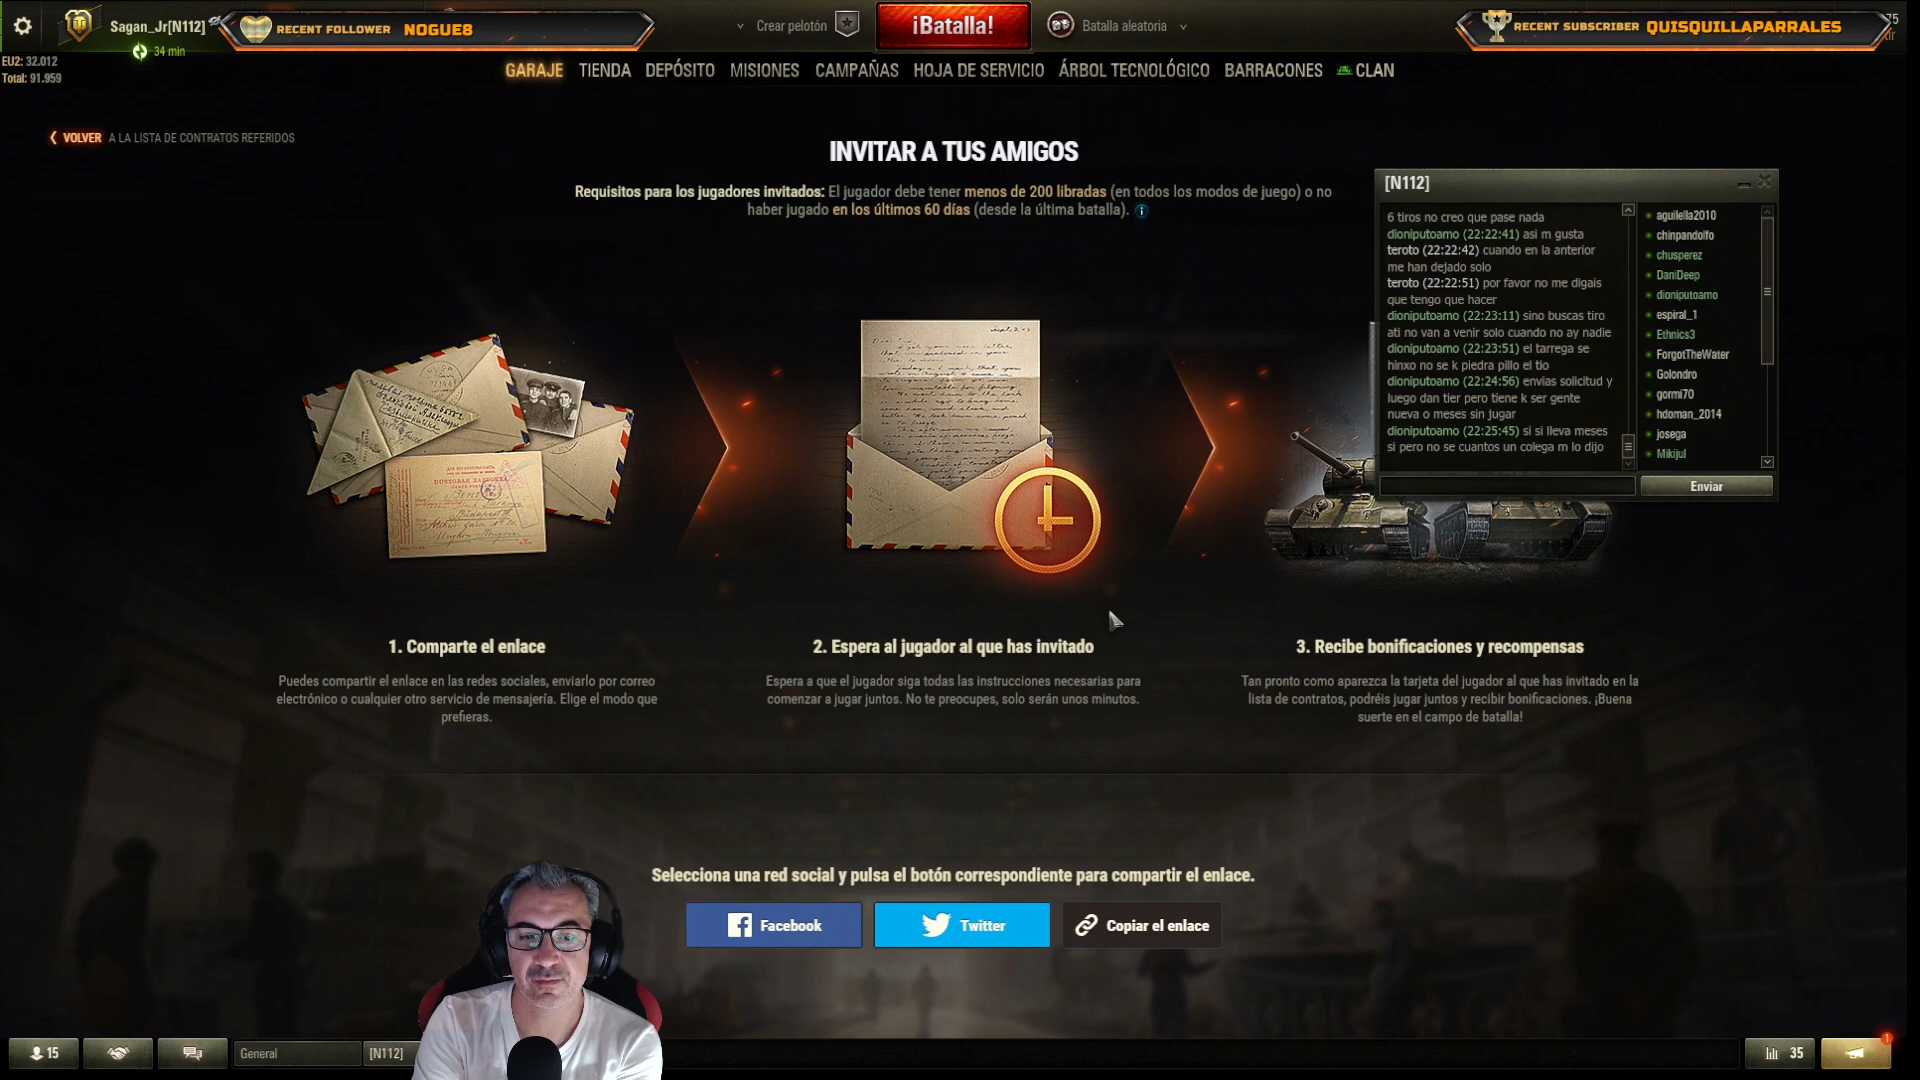 Sagan_Jr[N112]
34 min
RECENT FOLLOWER NOGUE8
Crear pelotón
¡Batalla!
Batalla aleatoria
RECENT SUBSCRIBER QUISQUILLAPARRALES
EU2: 32.012
Total: 91.959
GARAJE TIENDA DEPÓSITO MISIONES CAMPAÑAS HOJA DE SERVICIO ÁRBOL TECNOLÓGICO BARRACONES CLAN
VOLVER A LA LISTA DE CONTRATOS REFERIDOS
INVITAR A TUS AMIGOS
Requisitos para los jugadores invitados: El jugador debe tener menos de 200 libradas (en todos los modos de juego) o no
haber jugado en los últimos 60 días (desde la última batalla).
[N112]
6 tiros no creo que pase nada
dioniputoamo (22:22:41) asi m gusta
teroto (22:22:42) cuando en la anterior
me han dejado solo
teroto (22:22:51) por favor no me digais
que tengo que hacer
dioniputoamo (22:23:11) sino buscas tiro
ati no van a venir solo cuando no ay nadie
dioniputoamo (22:23:51) el tarrega se
hinxo no se k piedra pillo el tio
dioniputoamo (22:24:56) envias solicitud y
luego dan tier pero tiene k ser gente
nueva o meses sin jugar
dioniputoamo (22:25:45) si si lleva meses
si pero no se cuantos un colega m lo dijo
aguilella2010
chinpandolfo
chusperez
DaniDeep
dioniputoamo
espiral_1
Ethnics3
ForgotTheWater
Golondro
gormi70
hdoman_2014
josega
Mikijul
Enviar
1. Comparte el enlace
Puedes compartir el enlace en las redes sociales, enviarlo por correo
electrónico o cualquier otro servicio de mensajería. Elige el modo que
prefieras.
2. Espera al jugador al que has invitado
Espera a que el jugador siga todas las instrucciones necesarias para
comenzar a jugar juntos. No te preocupes, solo serán unos minutos.
3. Recibe bonificaciones y recompensas
Tan pronto como aparezca la tarjeta del jugador al que has invitado en la
lista de contratos, podréis jugar juntos y recibir bonificaciones. ¡Buena
suerte en el campo de batalla!
Selecciona una red social y pulsa el botón correspondiente para compartir el enlace.
Facebook
Twitter
Copiar el enlace
15
General
[N112]
35
1